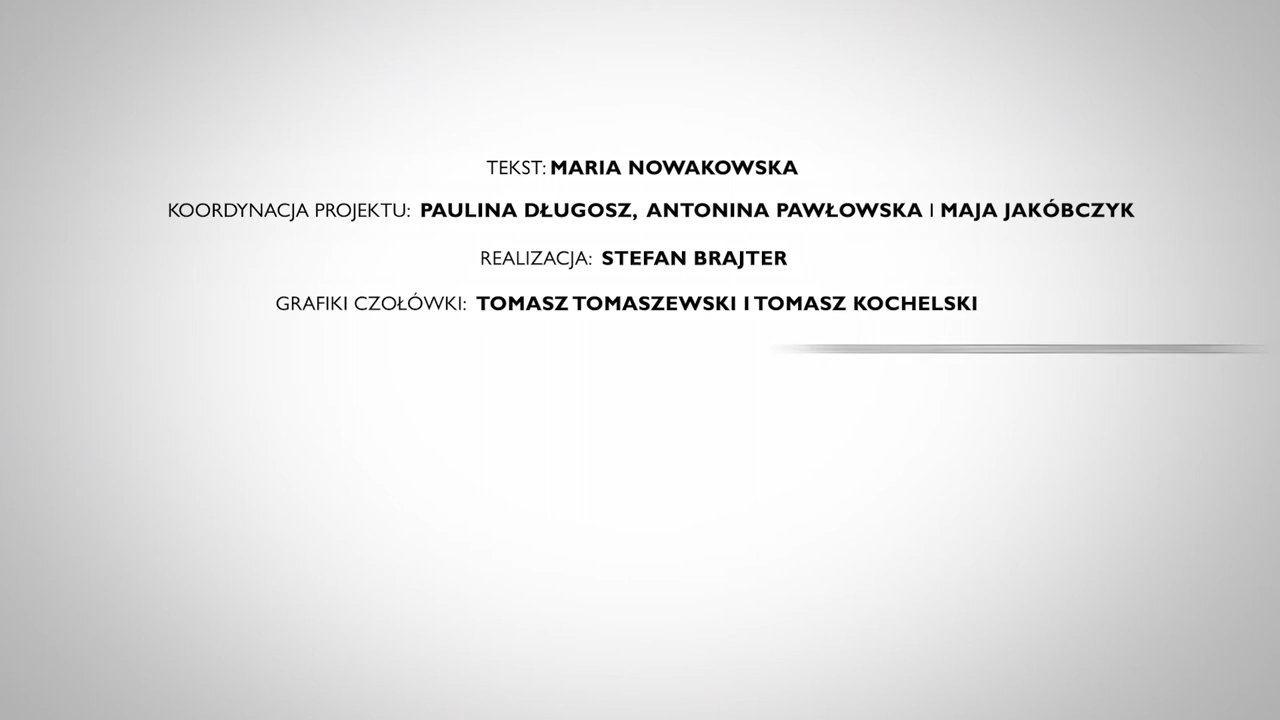 TEKST: MARIA NOWAKOWSKA
KOORDYNACJA PROJEKTU: PAULINA DŁUGOSZ, ANTONINA PAWŁOWSKA I MAJA JAKÓBCZYK
REALIZACJA: STEFAN BRAJTER
GRAFIKI CZOŁÓWKI: TOMASZ TOMASZEWSKI I TOMASZ KOCHELSKI